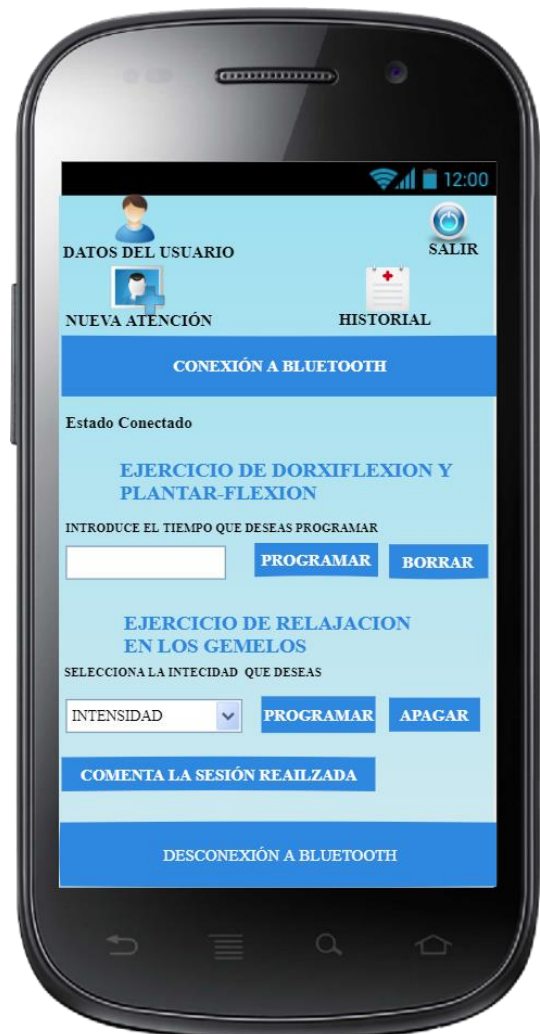 12:00
DATOS DEL USUARIO
SALIR
NUEVA ATENCIÓN
HISTORIAL
CONEXIÓN A BLUETOOTH
Estado Conectado
EJERCICIO DE DORXIFLEXION Y
PLANTAR-FLEXION
INTRODUCE EL TIEMPO QUE DESEAS PROGRAMAR
PROGRAMAR
BORRAR
EJERCICIO DE RELAJACION
EN LOS GEMELOS
SELECCIONA LA INTECIDAD QUE DESEAS
INTENSIDAD
PROGRAMAR
APAGAR
COMENTA LA SESIÓN REAILZADA
DESCONEXIÓN A BLUETOOTH